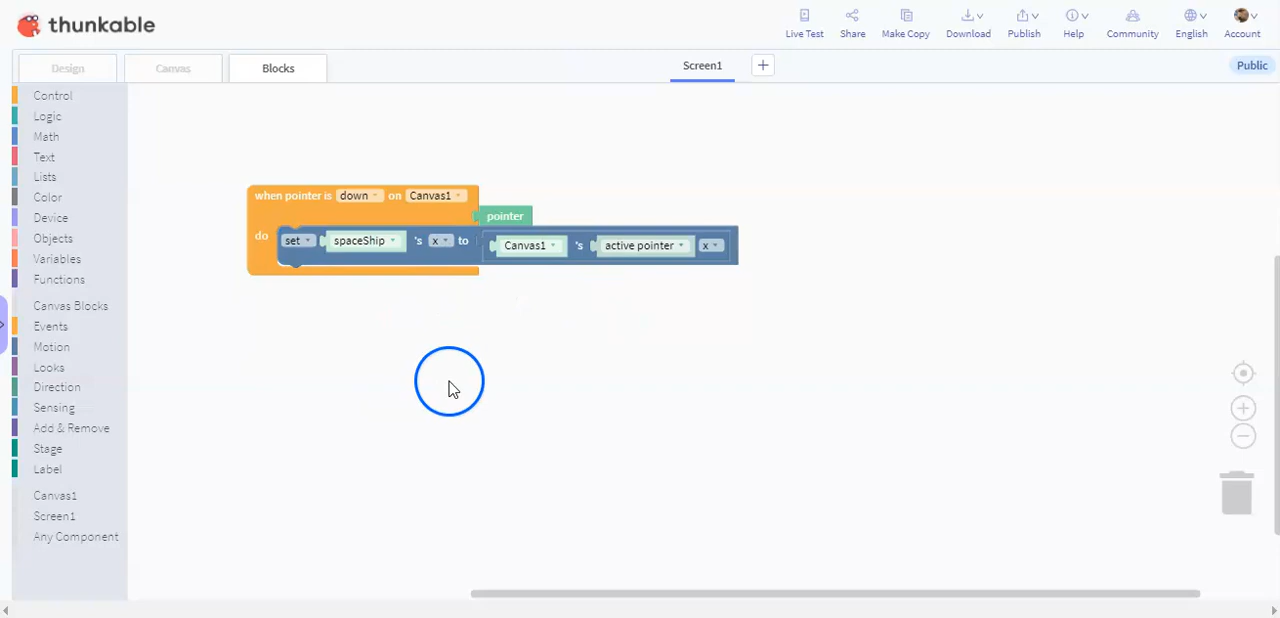 thunkable
Live Test
Share
Make Copy
Download
Publish
Help
Community
English
Account
Design
Canvas
Blocks
Screen1
+
Public
Control
Logic
Math
Text
Lists
Color
Device
Objects
Variables
Functions
Canvas Blocks
Events
Motion
Looks
Direction
Sensing
Add & Remove
Stage
Label
Canvas1
Screen1
Any Component
when pointer is down on Canvas1
pointer
do set spaceShip 's x to Canvas1 's active pointer x